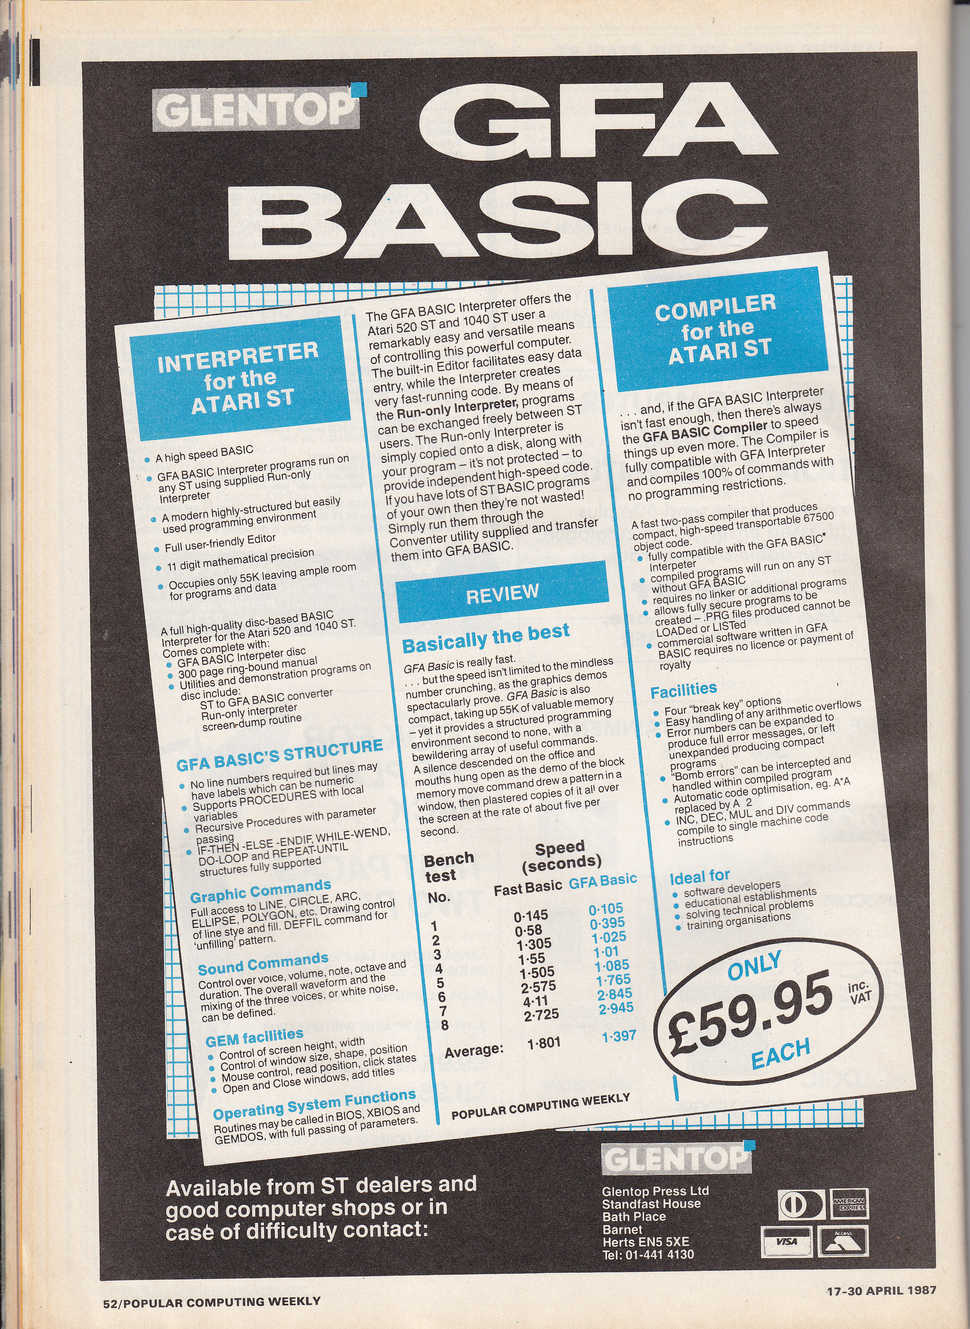 GLENTOP
GFA
BASIC
INTERPRETER
for the
ATARI ST
• A high speed BASIC
• GFA BASIC Interpreter programs run on
any ST using supplied Run-only
Interpreter
• A modern highly-structured but easily
used programming environment
• Full user-friendly Editor
• 11 digit mathematical precision
• Occupies only 55K leaving ample room
for programs and data
A full high-quality disc-based BASIC
Interpreter for the Atari 520 and 1040 ST.
Comes complete with:
• GFA BASIC Interpeter disc
• 300 page ring-bound manual
• Utilities and demonstration programs on
disc include:
ST to GFA BASIC converter
Run-only interpreter
screen-dump routine
GFA BASIC'S STRUCTURE
• No line numbers required but lines may
have labels which can be numeric
• Supports PROCEDURES with local
variables
• Recursive Procedures with parameter
passing
• IF-THEN -ELSE -ENDIF, WHILE-WEND,
DO-LOOP and REPEAT-UNTIL
structures fully supported
Graphic Commands
Full access to LINE, CIRCLE, ARC,
ELLIPSE, POLYGON, etc. Drawing control
of line stye and fill. DEFFIL command for
'unfilling' pattern.
Sound Commands
Control over voice, volume, note, octave and
duration. The overall waveform and the
mixing of the three voices, or white noise,
can be defined.
GEM facilities
• Control of screen height, width
• Control of window size, shape, position
• Mouse control, read position, click states
• Open and Close windows, add titles
Operating System Functions
Routines may be called in BIOS, XBIOS and
GEMDOS, with full passing of parameters.
The GFA BASIC Interpreter offers the
Atari 520 ST and 1040 ST user a
remarkably easy and versatile means
of controlling this powerful computer.
The built-in Editor facilitates easy data
entry, while the Interpreter creates
very fast-running code. By means of
the Run-only Interpreter, programs
can be exchanged freely between ST
users. The Run-only Interpreter is
simply copied onto a disk, along with
your program – it's not protected – to
provide independent high-speed code.
If you have lots of ST BASIC programs
of your own then they're not wasted!
Simply run them through the
Conventer utility supplied and transfer
them into GFA BASIC.
REVIEW
Basically the best
GFA Basic is really fast.
. . . but the speed isn't limited to the mindless
number crunching, as the graphics demos
spectacularly prove. GFA Basic is also
compact, taking up 55K of valuable memory
– yet it provides a structured programming
environment second to none, with a
bewildering array of useful commands.
A silence descended on the office and
mouths hung open as the demo of the block
memory move command drew a pattern in a
window, then plastered copies of it all over
the screen at the rate of about five per
second.
Bench test No. Speed (seconds)
Fast Basic GFA Basic
1 0·145 0·105
2 0·58 0·395
3 1·305 1·025
4 1·55 1·01
5 1·505 1·085
6 2·575 1·765
7 4·11 2·845
8 2·725 2·945
Average: 1·801 1·397
POPULAR COMPUTING WEEKLY
COMPILER
for the
ATARI ST
. . . and, if the GFA BASIC Interpreter
isn't fast enough, then there's always
the GFA BASIC Compiler to speed
things up even more. The Compiler is
fully compatible with GFA Interpreter
and compiles 100% of commands with
no programming restrictions.
A fast two-pass compiler that produces
compact, high-speed transportable 67500
object code.
• fully compatible with the GFA BASIC*
Interpeter
• compiled programs will run on any ST
without GFA BASIC
• requires no linker or additional programs
• allows fully secure programs to be
created – .PRG files produced cannot be
LOADed or LISTed
• commercial software written in GFA
BASIC requires no licence or payment of
royalty
Facilities
• Four "break key" options
• Easy handling of any arithmetic overflows
• Error numbers can be expanded to
produce full error messages, or left
unexpanded producing compact
programs
• "Bomb errors" can be intercepted and
handled within compiled program
• Automatic code optimisation, eg. A*A
replaced by A 2
• INC, DEC, MUL and DIV commands
compile to single machine code
instructions
Ideal for
• software developers
• educational establishments
• solving technical problems
• training organisations
ONLY
£59.95 inc. VAT
EACH
Available from ST dealers and
good computer shops or in
case of difficulty contact:
GLENTOP
Glentop Press Ltd
Standfast House
Bath Place
Barnet
Herts EN5 5XE
Tel: 01-441 4130
AMERICAN EXPRESS
VISA
Access
52/POPULAR COMPUTING WEEKLY
17-30 APRIL 1987